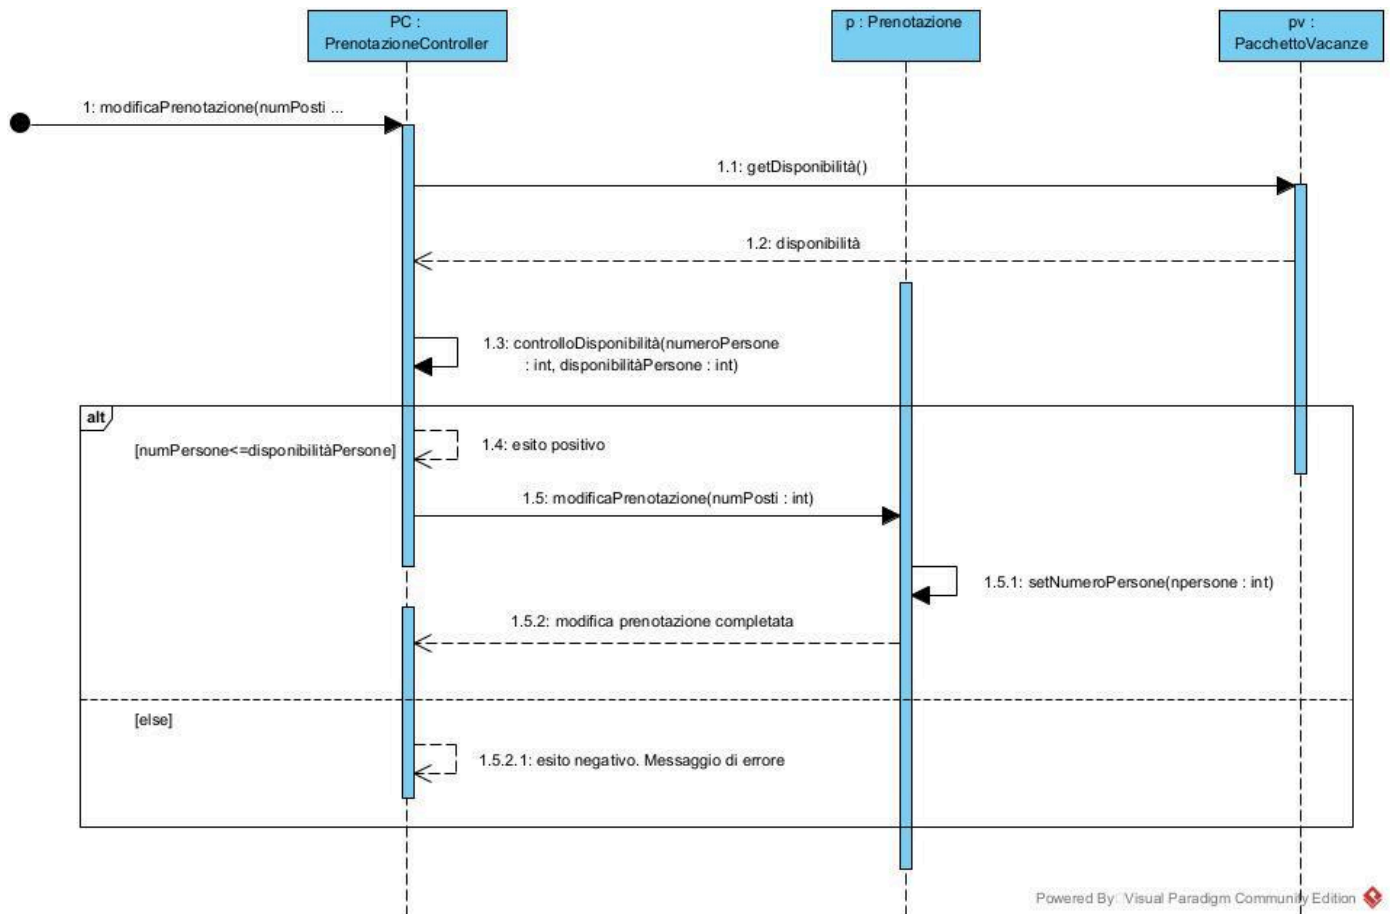 PC :
PrenotazioneController
p : Prenotazione
pv :
PacchettoVacanze
1: modificaPrenotazione(numPosti ...
1.1: getDisponibilità()
1.2: disponibilità
1.3: controlloDisponibilità(numeroPersone
: int, disponibilitàPersone : int)
alt
[numPersone<=disponibilitàPersone]
1.4: esito positivo
1.5: modificaPrenotazione(numPosti : int)
1.5.1: setNumeroPersone(npersone : int)
1.5.2: modifica prenotazione completata
[else]
1.5.2.1: esito negativo. Messaggio di errore
Powered By Visual Paradigm Community Edition